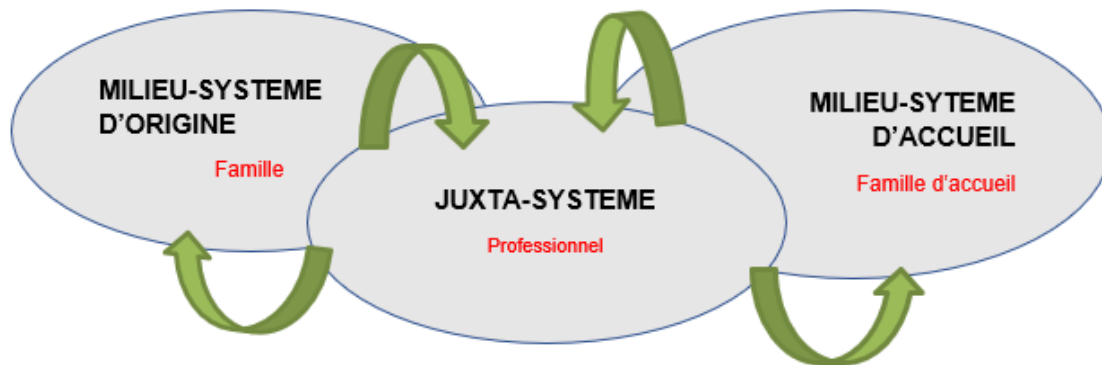 MILIEU-SYSTEME
D'ORIGINE
Famille
JUXTA-SYSTEME
Professionnel
MILIEU-SYTEME
D'ACCUEIL
Famille d'accueil